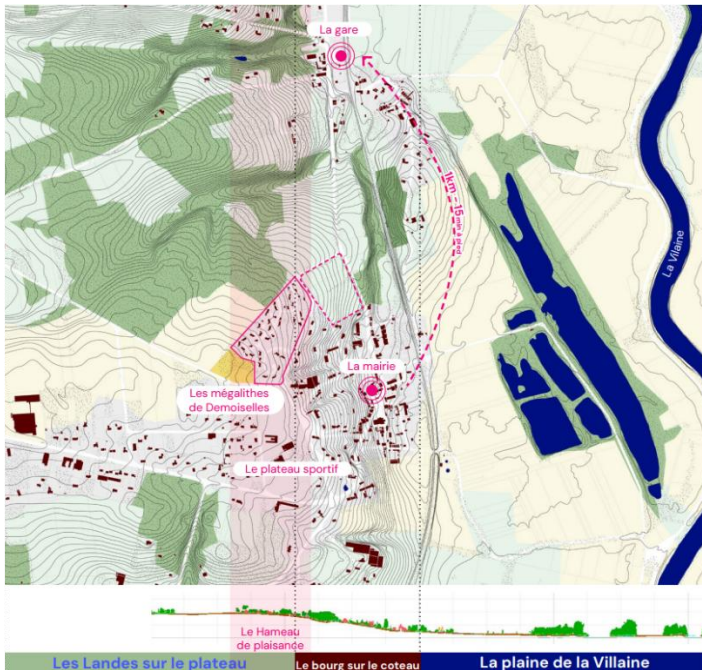 La gare
1km - 15min à pied
La Vilaine
La mairie
Les mégalithes
de Demoiselles
Le plateau sportif
Le Hameau
de plaisance
Les Landes sur le plateau
Le bourg sur le coteau
La plaine de la Villaine